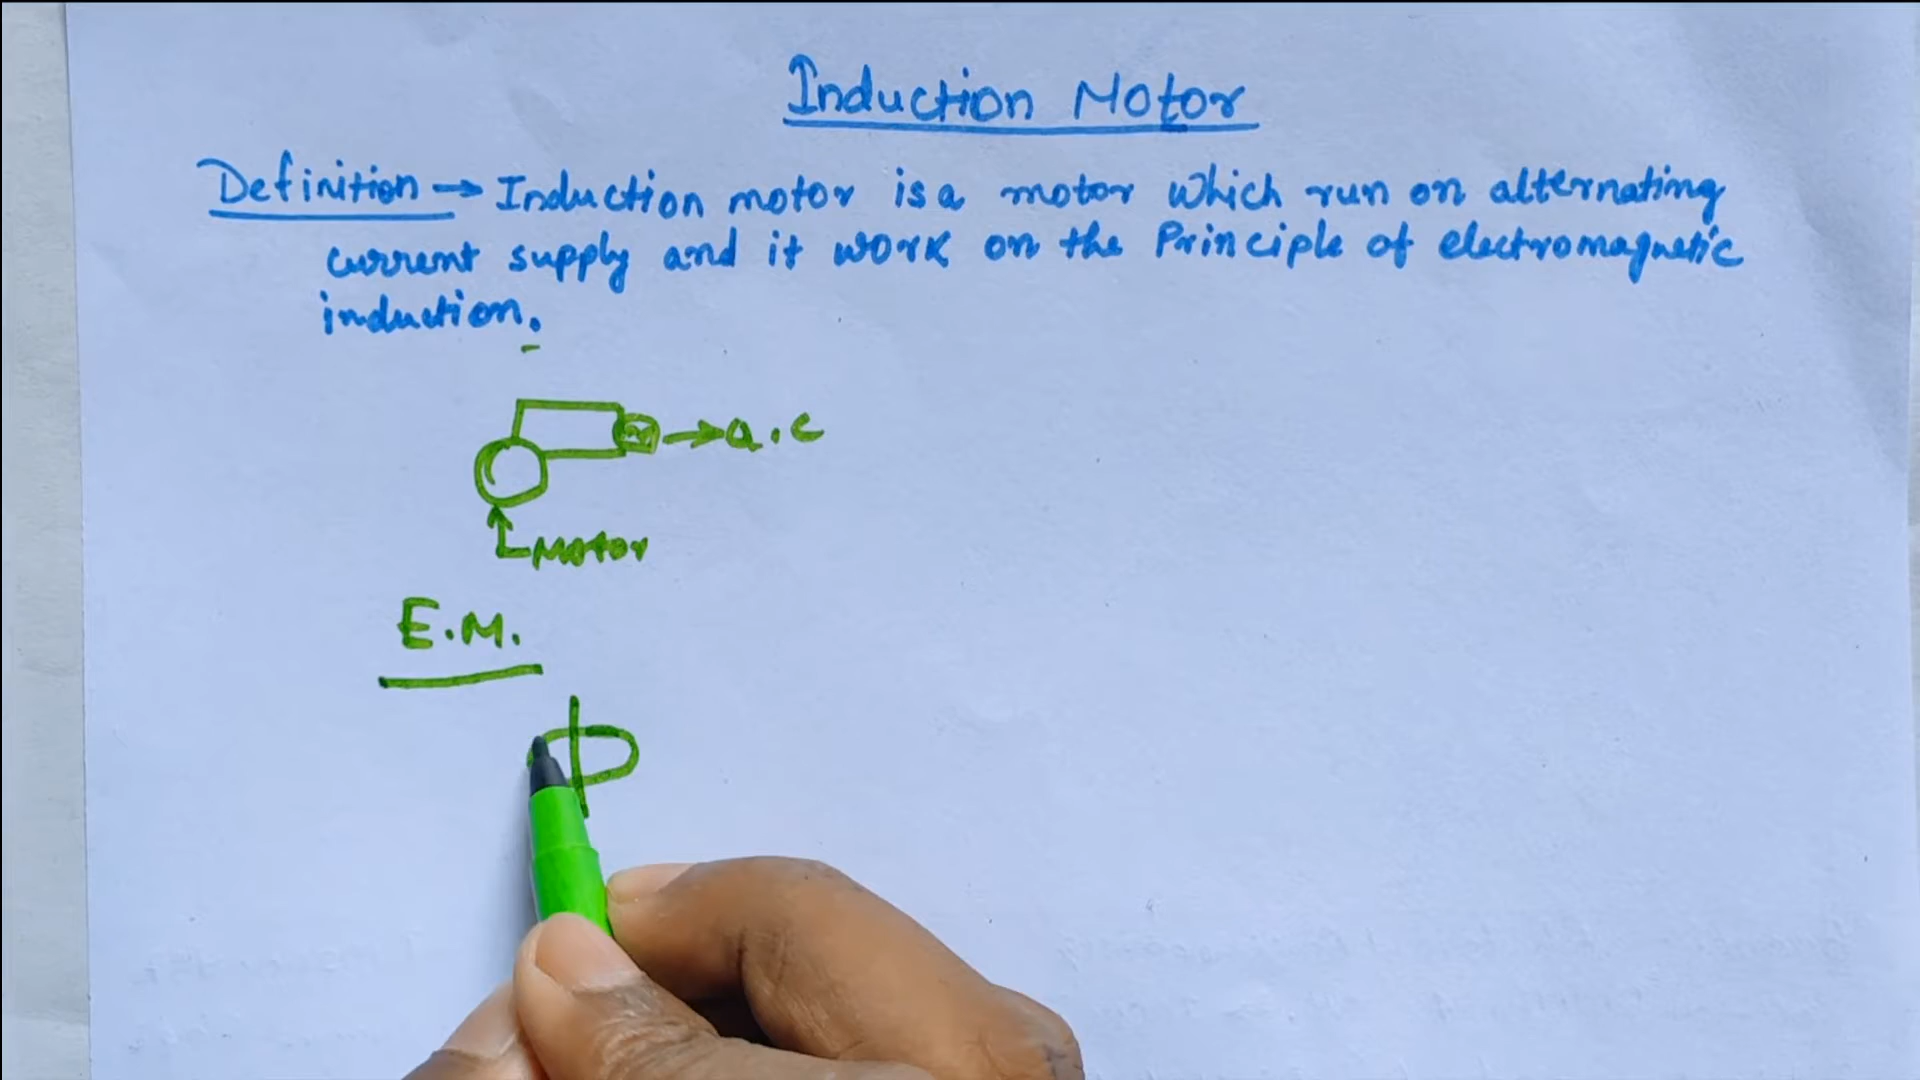 Induction Motor
Definition → Induction motor is a motor which run on alternating
current supply and it work on the Principle of electromagnetic
induction.
a.c
Motor
E.M.